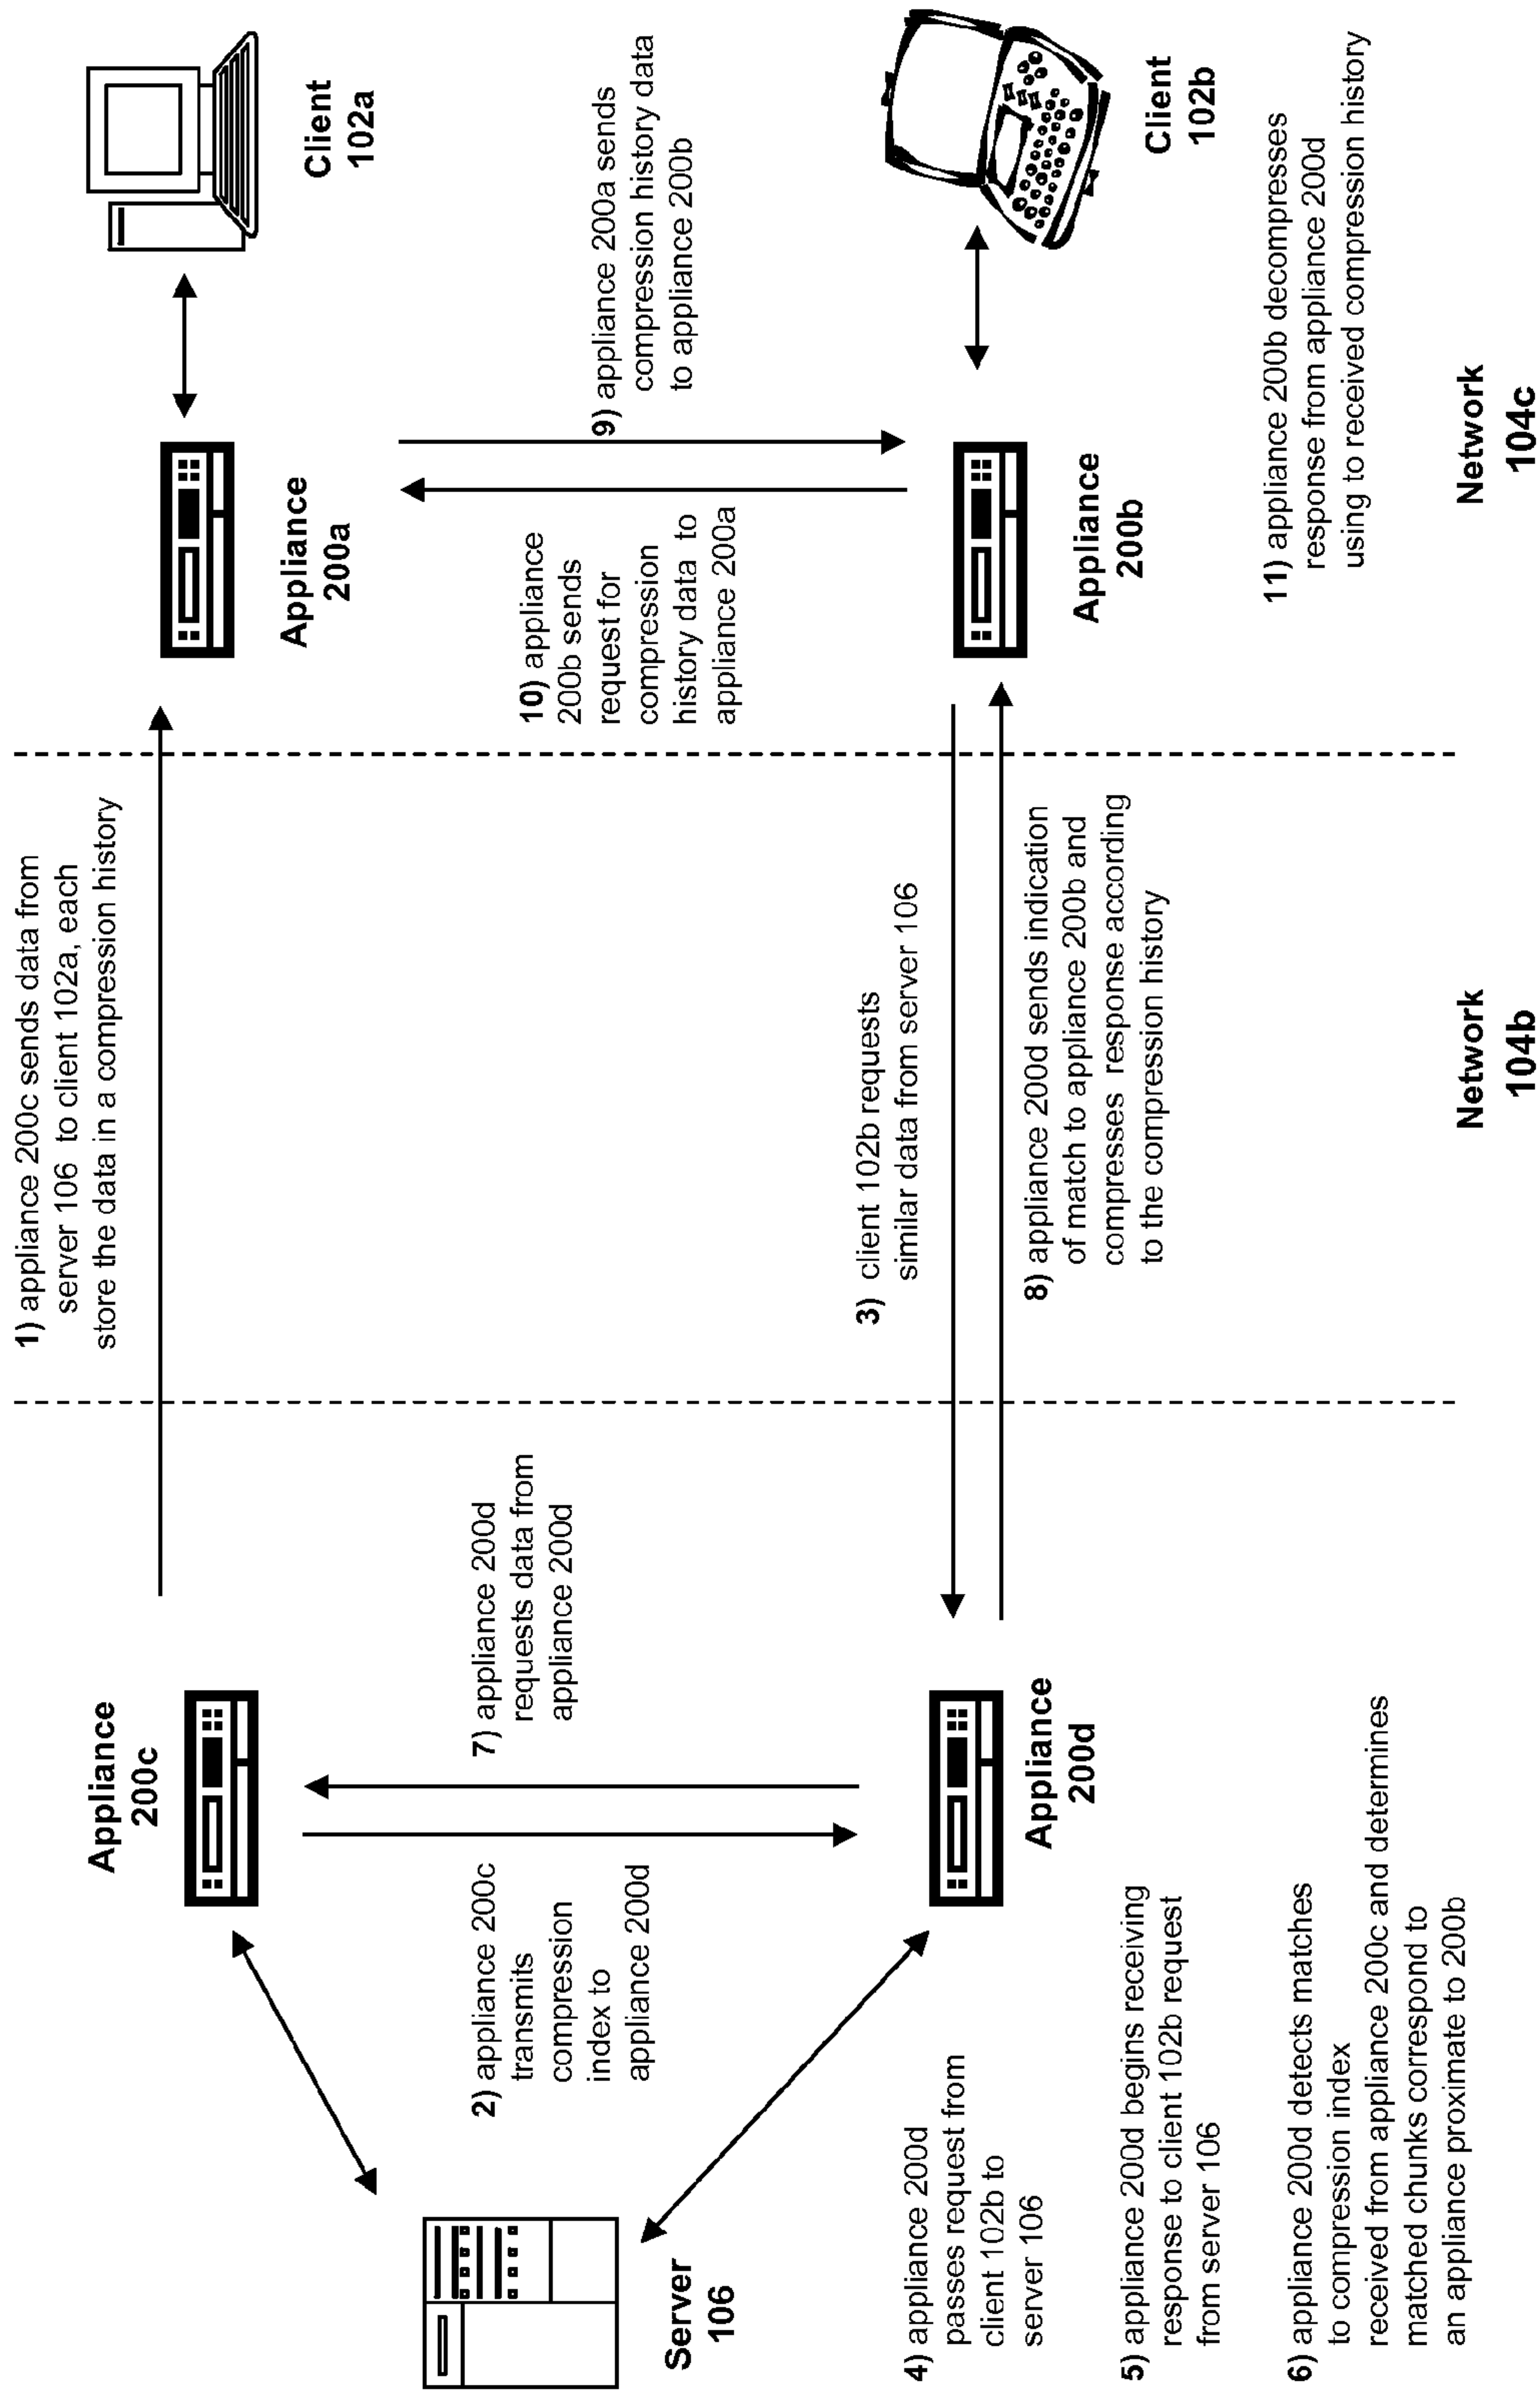 1) appliance 200c sends data from
server 106 to client 102a, each
store the data in a compression history
Client
102a
Appliance
200a
Appliance
200c
9) appliance 200a sends
compression history data
to appliance 200b
10) appliance
200b sends
request for
compression
history data to
appliance 200a
7) appliance 200d
requests data from
appliance 200d
2) appliance 200c
transmits
compression
index to
appliance 200d
Server
106
3) client 102b requests
similar data from server 106
8) appliance 200d sends indication
of match to appliance 200b and
compresses response according
to the compression history
Client
102b
Appliance
200b
Appliance
200d
4) appliance 200d
passes request from
client 102b to
server 106
5) appliance 200d begins receiving
response to client 102b request
from server 106
6) appliance 200d detects matches
to compression index
received from appliance 200c and determines
matched chunks correspond to
an appliance proximate to 200b
11) appliance 200b decompresses
response from appliance 200d
using to received compression history
Network
104b
Network
104c